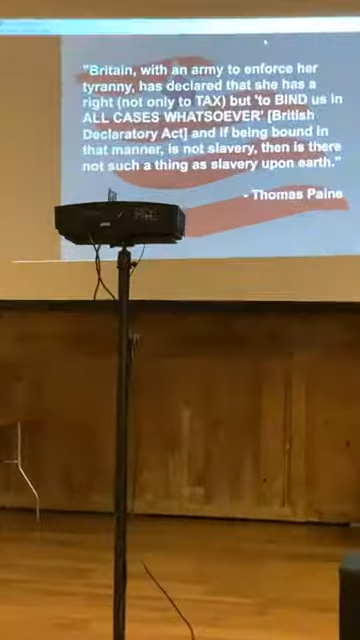 "Britain, with an army to enforce her
tyranny, has declared that she has a
right (not only to TAX) but 'to BIND us in
ALL CASES WHATSOEVER' [British
Declaratory Act] and if being bound in
that manner, is not slavery, then is there
not such a thing as slavery upon earth."
- Thomas Paine